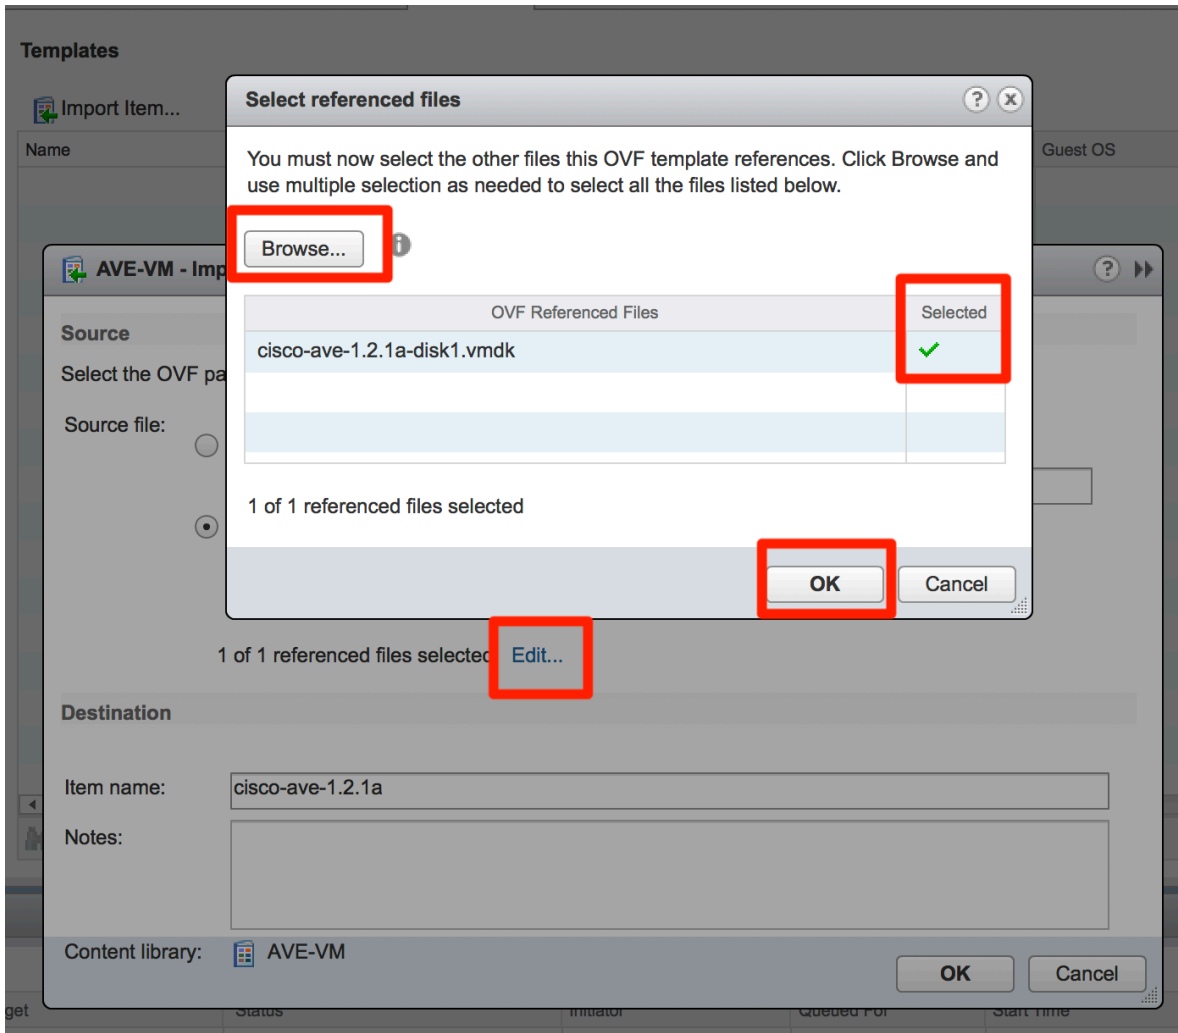 Templates
Import Item...
Name
Guest OS
Select referenced files
You must now select the other files this OVF template references. Click Browse and
use multiple selection as needed to select all the files listed below.
Browse...
OVF Referenced Files
Selected
cisco-ave-1.2.1a-disk1.vmdk
1 of 1 referenced files selected
OK
Cancel
AVE-VM - Imp
Source
Select the OVF pa
Source file:
1 of 1 referenced files selected
Edit...
Destination
Item name:
cisco-ave-1.2.1a
Notes:
Content library:
AVE-VM
OK
Cancel
get
Status
Initiator
Queued For
Start Time